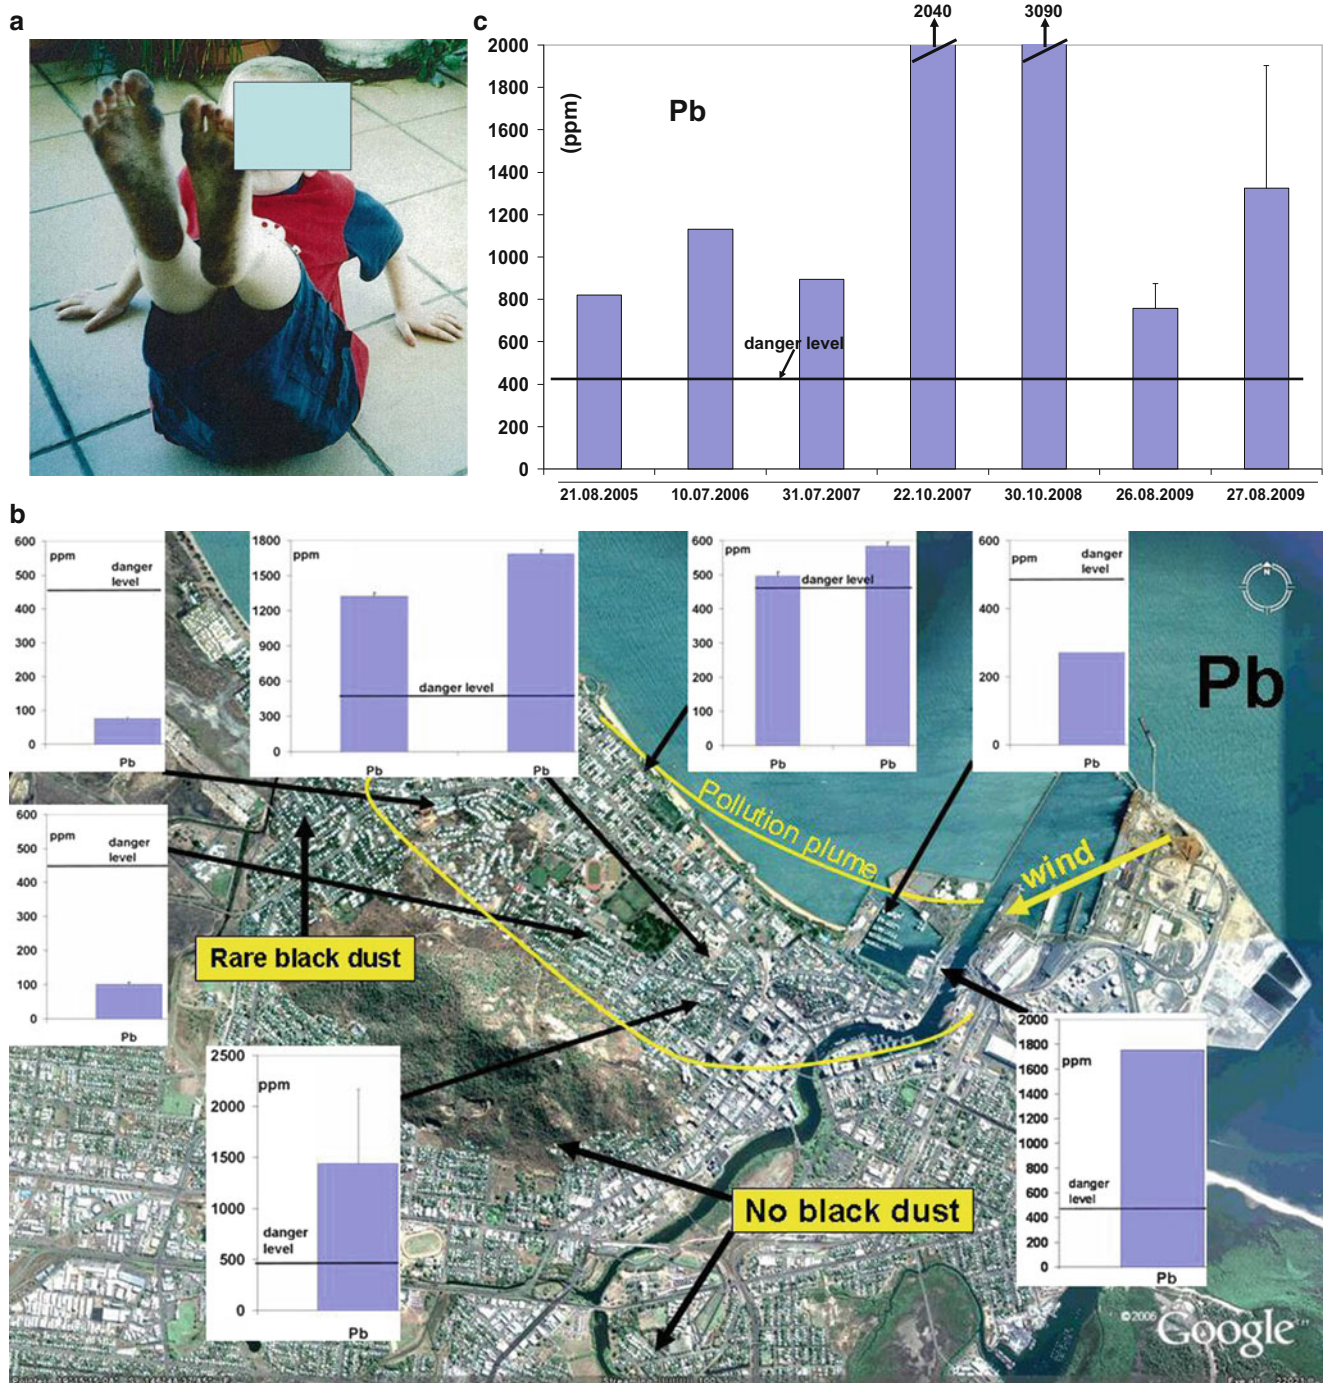 a
c
2040
3090
2000
1800
1600
1400
1200
1000
800
600
400
200
0
(ppm)
Pb
danger level
21.08.2005
10.07.2006
31.07.2007
22.10.2007
30.10.2008
26.08.2009
27.08.2009
b
600
500
400
300
200
100
0
ppm
danger
level
Pb
1800
1500
1200
900
600
300
0
ppm
danger level
Pb
Pb
600
500
400
300
200
100
0
ppm
danger level
Pb
Pb
600
400
200
0
ppm
danger
level
Pb
N
Pb
600
500
400
300
200
100
0
ppm
danger
level
Pb
Pollution plume
wind
Rare black dust
No black dust
2500
2000
1500
1000
500
0
ppm
danger
level
Pb
2000
1800
1600
1400
1200
1000
800
600
400
200
0
ppm
danger
level
Pb
©2006 Google™